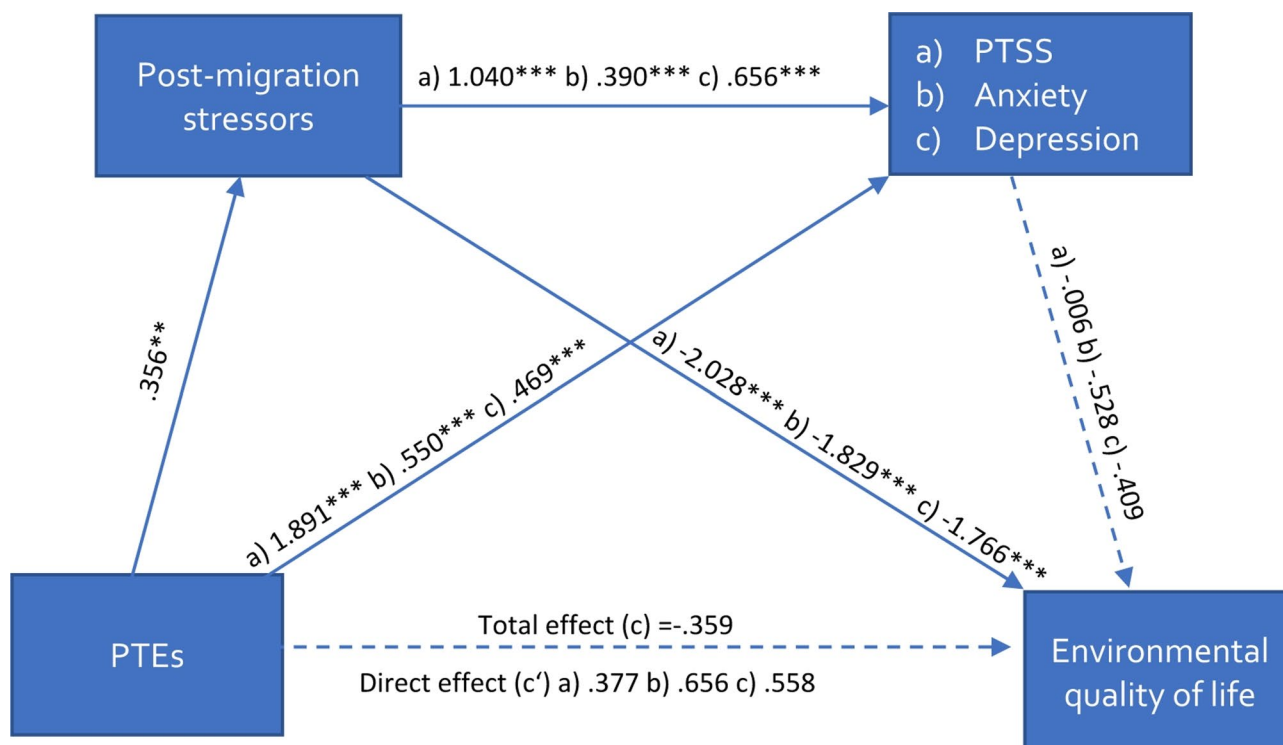 Post-migration
stressors
a) 1.040*** b) .390*** c) .656***
a) PTSS
b) Anxiety
c) Depression
.356**
a) 1.891*** b) .550*** c) .469***
a) -2.028*** b) -1.829*** c) -1.766***
a) -.006 b) -.528 c) -.409
PTEs
Total effect (c) =-.359
Direct effect (c‘) a) .377 b) .656 c) .558
Environmental
quality of life